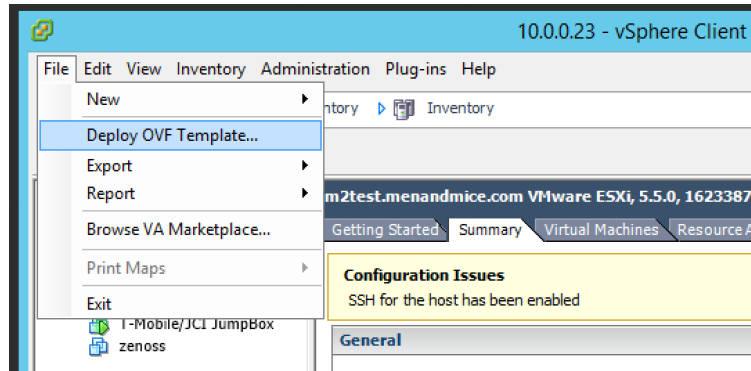 10.0.0.23 - vSphere Client
File Edit View Inventory Administration Plug-ins Help
New
ntory Inventory
Deploy OVF Template...
Export
Report
m2test.menandmice.com VMware ESXi, 5.5.0, 1623387
Browse VA Marketplace...
Getting Started Summary Virtual Machines Resource A
Print Maps
Configuration Issues
Exit
SSH for the host has been enabled
T-Mobile/JCI JumpBox
zenoss
General